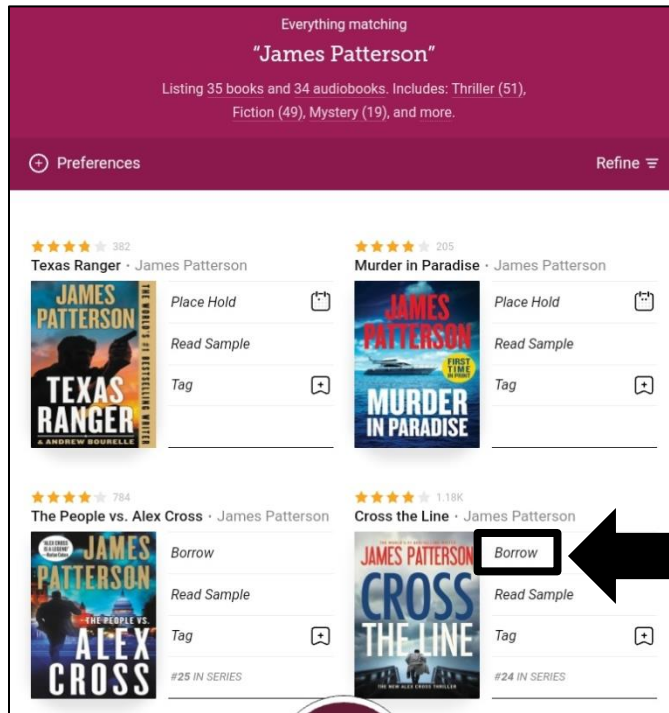 Everything matching
“James Patterson”
Listing 35 books and 34 audiobooks. Includes: Thriller (51),
Fiction (49), Mystery (19), and more.
Preferences
Refine
382
Texas Ranger · James Patterson
JAMES
PATTERSON
THE WORLD'S #1 BESTSELLING WRITER
TEXAS
RANGER
& ANDREW BOURELLE
Place Hold
Read Sample
Tag
205
Murder in Paradise · James Patterson
JAMES
PATTERSON
FIRST
TIME
IN PRINT
MURDER
IN PARADISE
Place Hold
Read Sample
Tag
784
The People vs. Alex Cross · James Patterson
JAMES
PATTERSON
THE PEOPLE VS.
ALEX
CROSS
Borrow
Read Sample
Tag
#25 IN SERIES
1.18K
Cross the Line · James Patterson
JAMES PATTERSON
CROSS
THE LINE
THE NEW ALEX CROSS THRILLER
Borrow
Read Sample
Tag
#24 IN SERIES